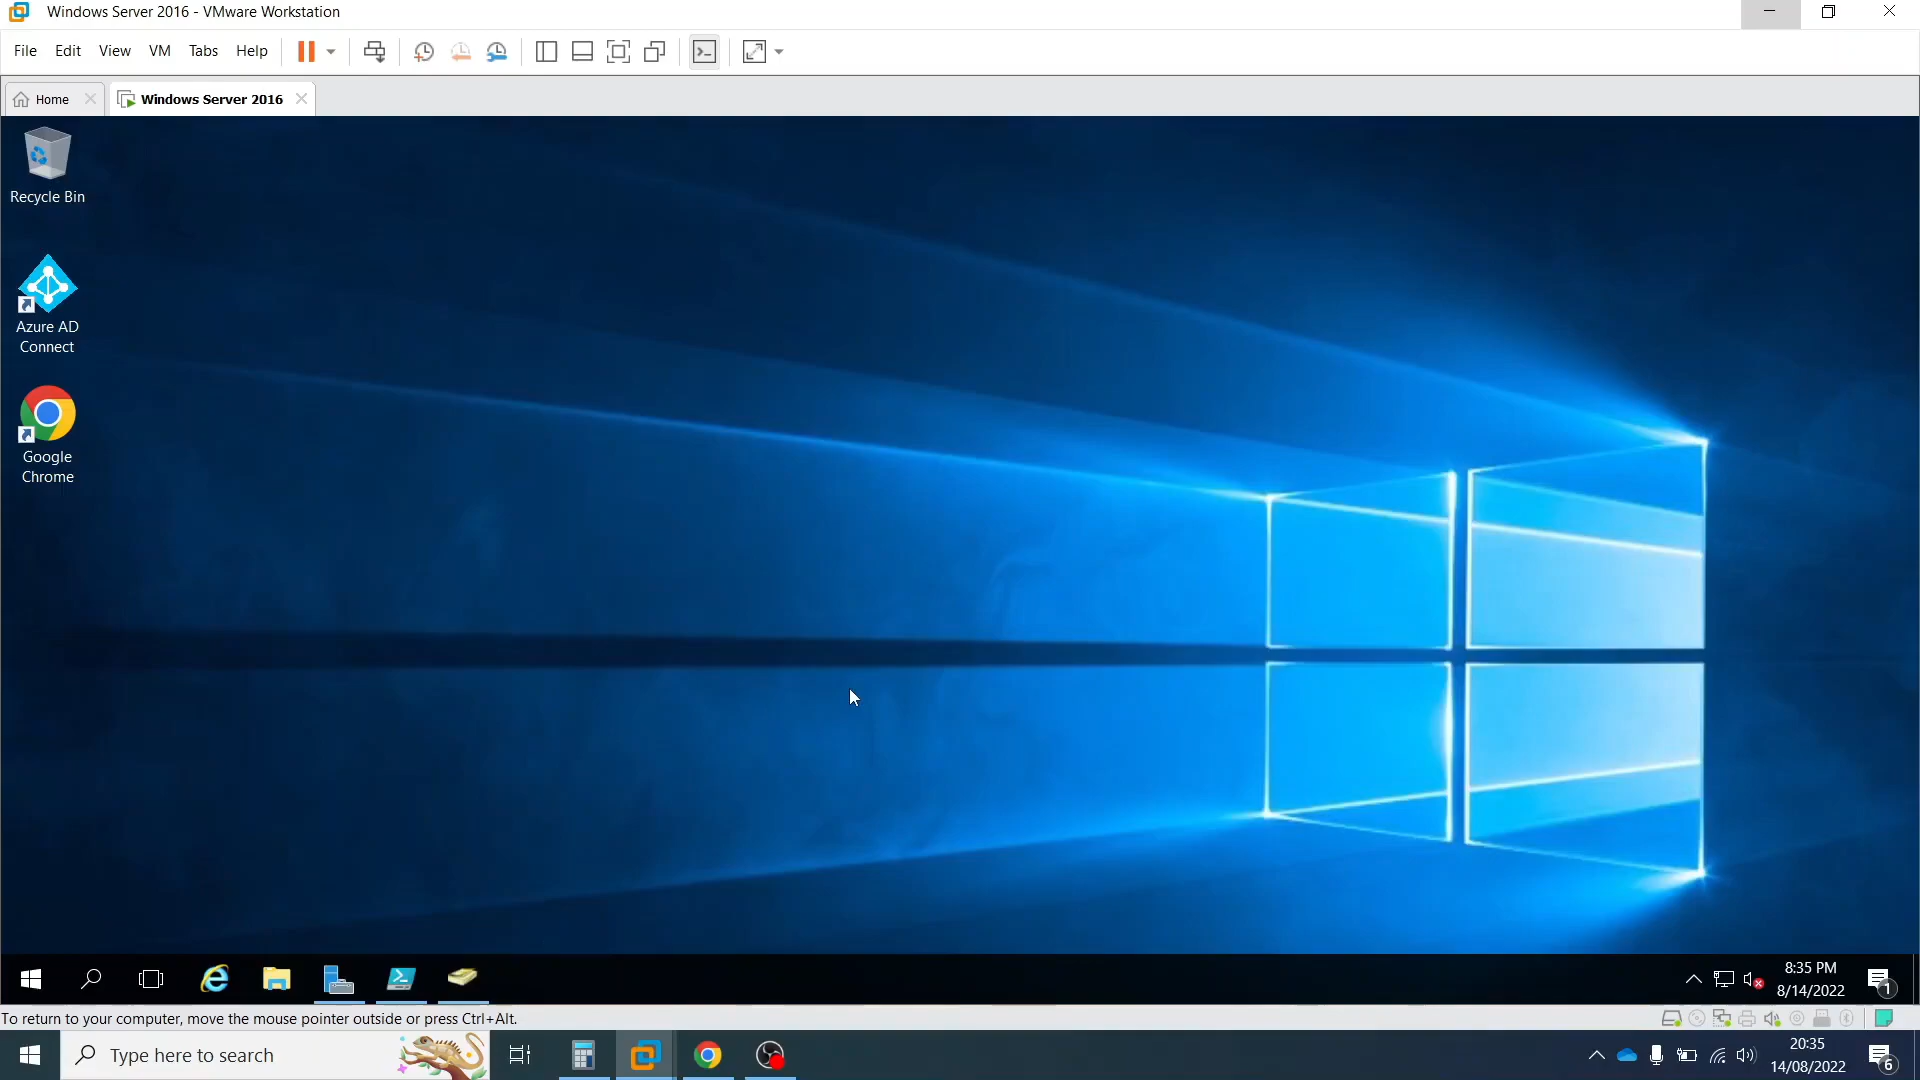 Windows Server 2016 - VMware Workstation
File Edit View VM Tabs Help
Home Windows Server 2016
Recycle Bin
Azure AD
Connect
Google
Chrome
8:35 PM
8/14/2022
1
To return to your computer, move the mouse pointer outside or press Ctrl+Alt.
Type here to search
20:35
14/08/2022
6